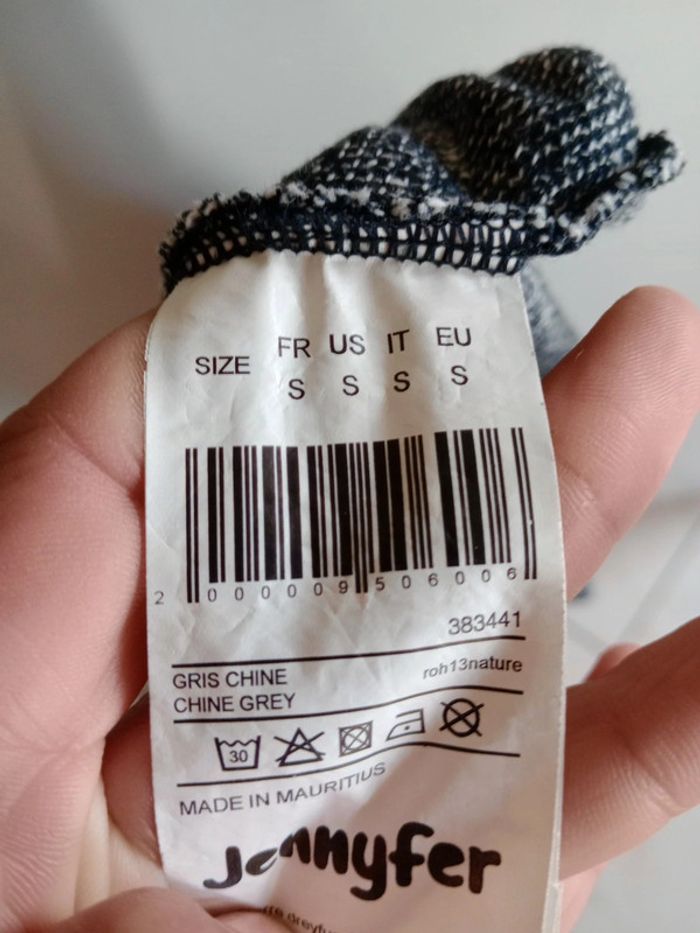 SIZE FR US IT EU
S S S S
2 000009 506006
383441
GRIS CHINE
roh13nature
CHINE GREY
30
MADE IN MAURITIUS
Jennyfer